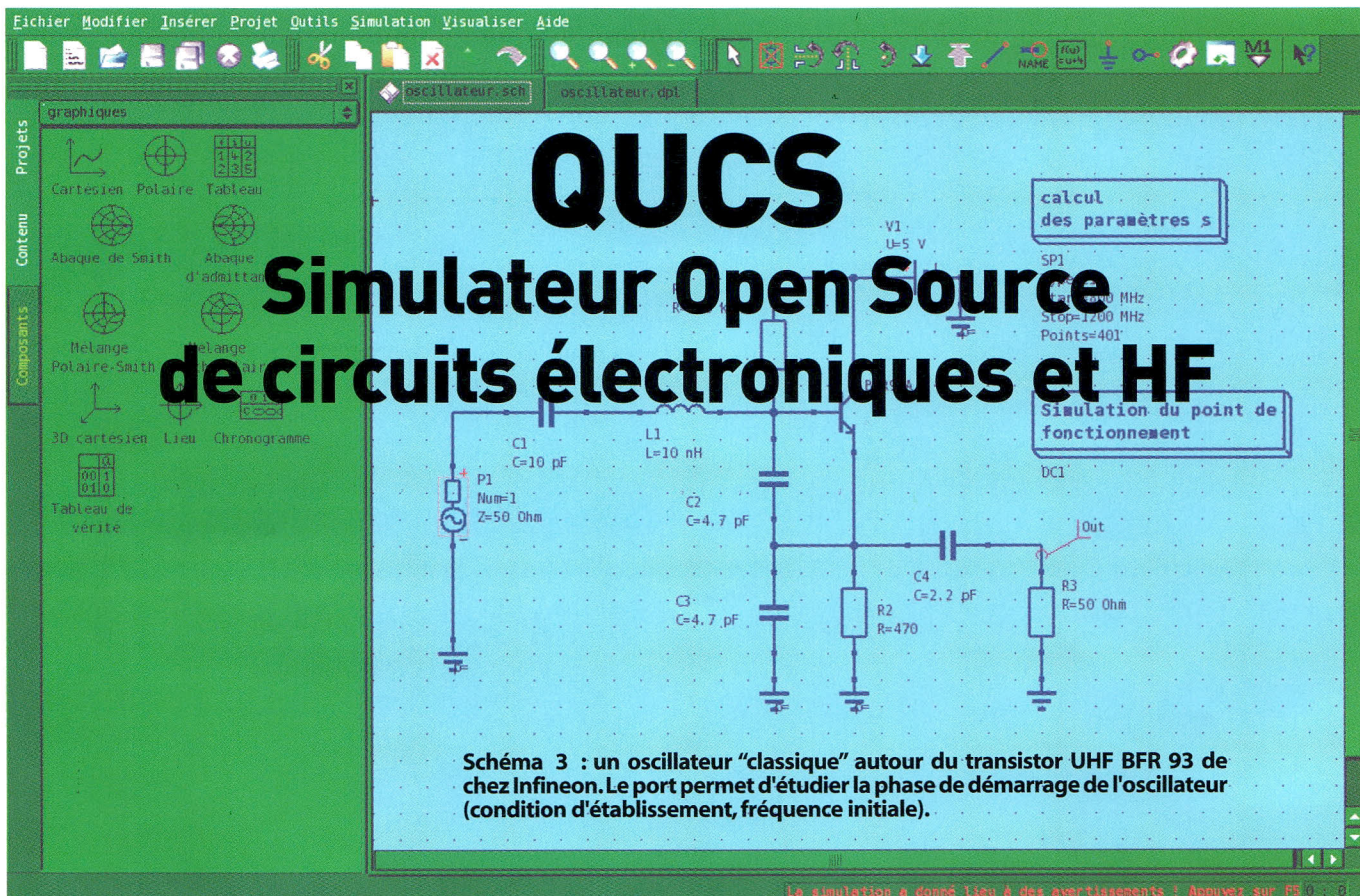 Fichier Modifier Insérer Projet Outils Simulation Visualiser Aide
NAME
M1
oscillateur.sch
oscillateur.dpl
graphiques
Projets
Contenu
Composants
Cartésien Polaire Tableau
Abaque de Smith
Abaque
Mélange
Polaire-Smith
3D cartésien Lieu Chronogramme
Tableau de
vérité
QUCS
Simulateur Open Source
de circuits électroniques et HF
calcul
des paramètres s
SP1
Stop=1200 MHz
Points=401
Simulation du point de
fonctionnement
DC1
V1
U=5 V
C1
C=10 pF
L1
L=10 nH
P1
Num=1
Z=50 Ohm
C2
C=4.7 pF
C3
C=4.7 pF
R2
R=470
C4
C=2.2 pF
Out
R3
R=50 Ohm
Schéma 3 : un oscillateur “classique” autour du transistor UHF BFR 93 de
chez Infineon. Le port permet d'étudier la phase de démarrage de l'oscillateur
(condition d'établissement, fréquence initiale).
La simulation a donné lieu à des avertissements ! Appuyez sur F5 0 : 0